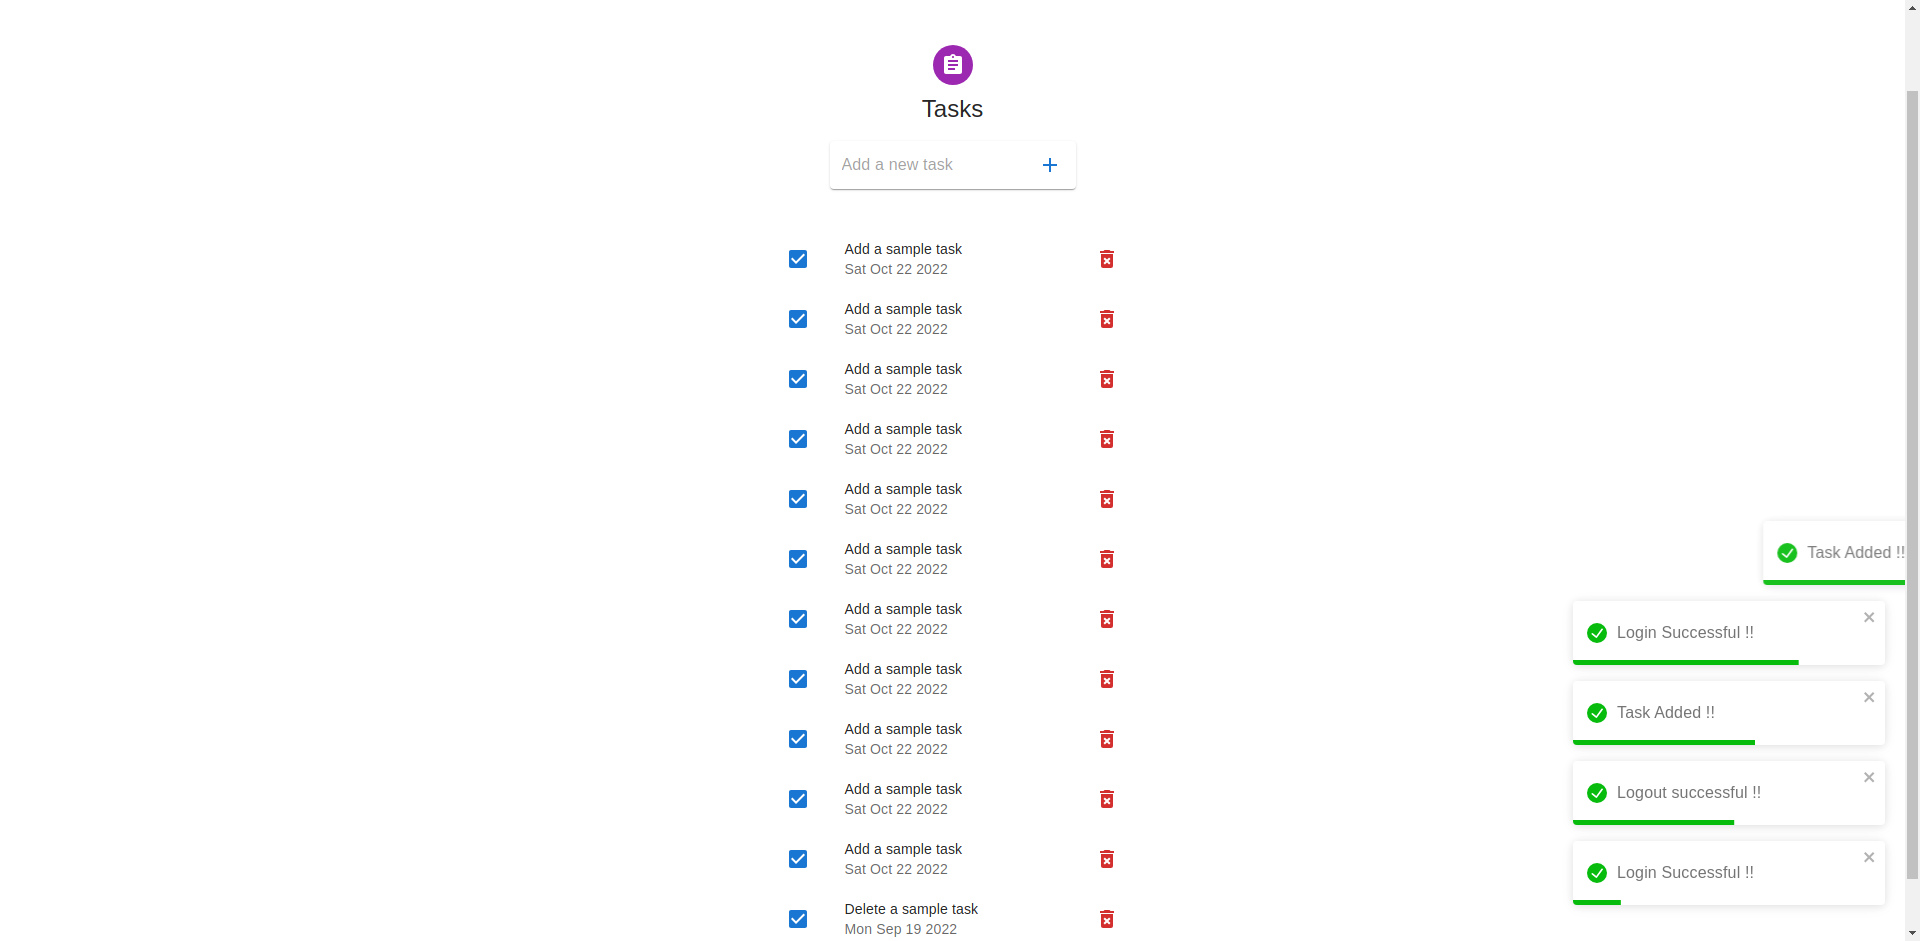 Tasks
Add a new task
Add a sample task
Sat Oct 22 2022
Add a sample task
Sat Oct 22 2022
Add a sample task
Sat Oct 22 2022
Add a sample task
Sat Oct 22 2022
Add a sample task
Sat Oct 22 2022
Add a sample task
Sat Oct 22 2022
Add a sample task
Sat Oct 22 2022
Add a sample task
Sat Oct 22 2022
Add a sample task
Sat Oct 22 2022
Add a sample task
Sat Oct 22 2022
Add a sample task
Sat Oct 22 2022
Delete a sample task
Mon Sep 19 2022
Task Added !!
Login Successful !!
Task Added !!
Logout successful !!
Login Successful !!